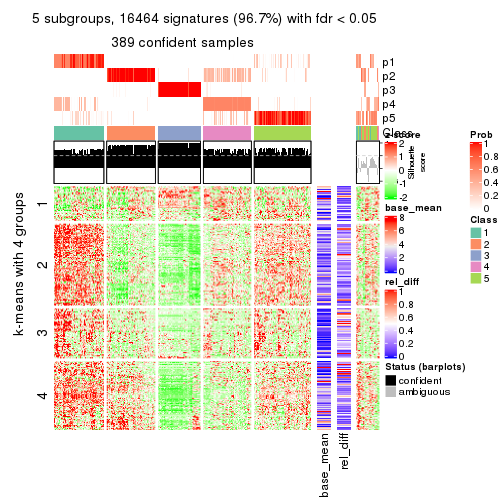 5 subgroups, 16464 signatures (96.7%) with fdr < 0.05
389 confident samples
p1
p2
p3
p4
p5
Class
Silhouette
score
k-means with 4 groups
1
2
3
4
base_mean
rel_diff
z-score
2
1
0
-1
-2
base_mean
8
6
4
2
0
rel_diff
1
0.8
0.6
0.4
0.2
0
Status (barplots)
confident
ambiguous
Prob
1
0.8
0.6
0.4
0.2
0
Class
1
2
3
4
5